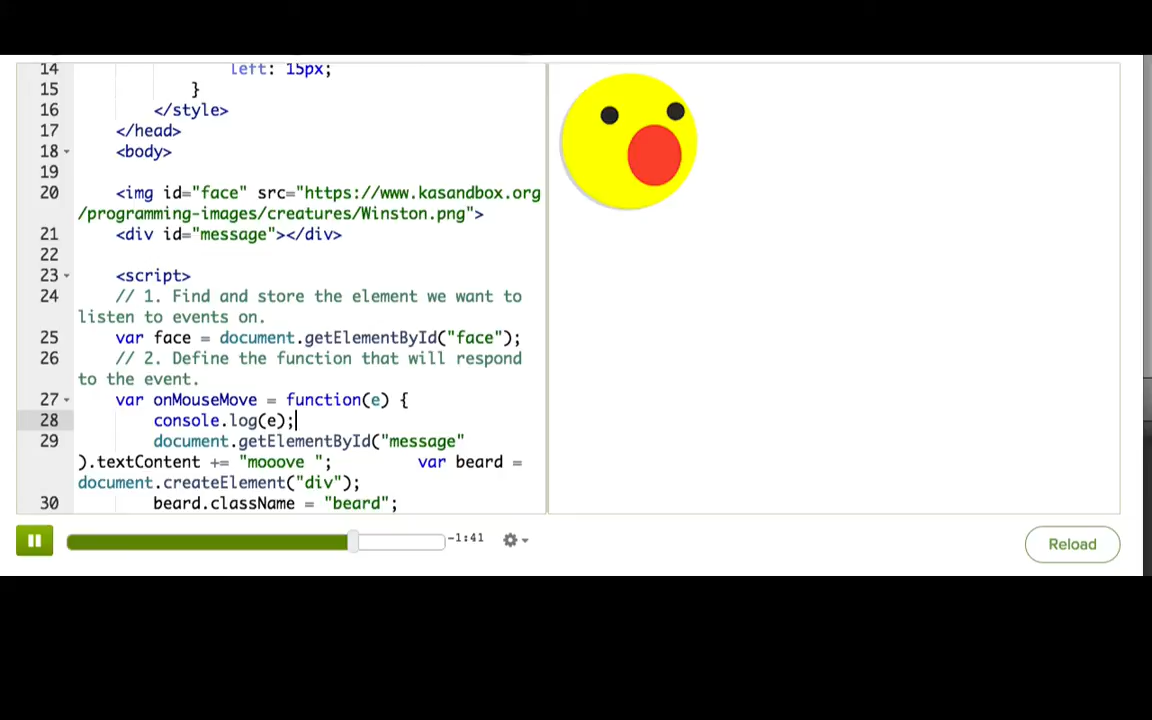 14 left: 15px;
15 }
16 </style>
17 </head>
18 <body>
19
20 <img id="face" src="https://www.kasandbox.org
/programming-images/creatures/Winston.png">
21 <div id="message"></div>
22
23 <script>
24 // 1. Find and store the element we want to
listen to events on.
25 var face = document.getElementById("face");
26 // 2. Define the function that will respond
to the event.
27 var onMouseMove = function(e) {
28 console.log(e);
29 document.getElementById("message"
).textContent += "mooove "; var beard =
document.createElement("div");
30 beard.className = "beard";
-1:41
Reload